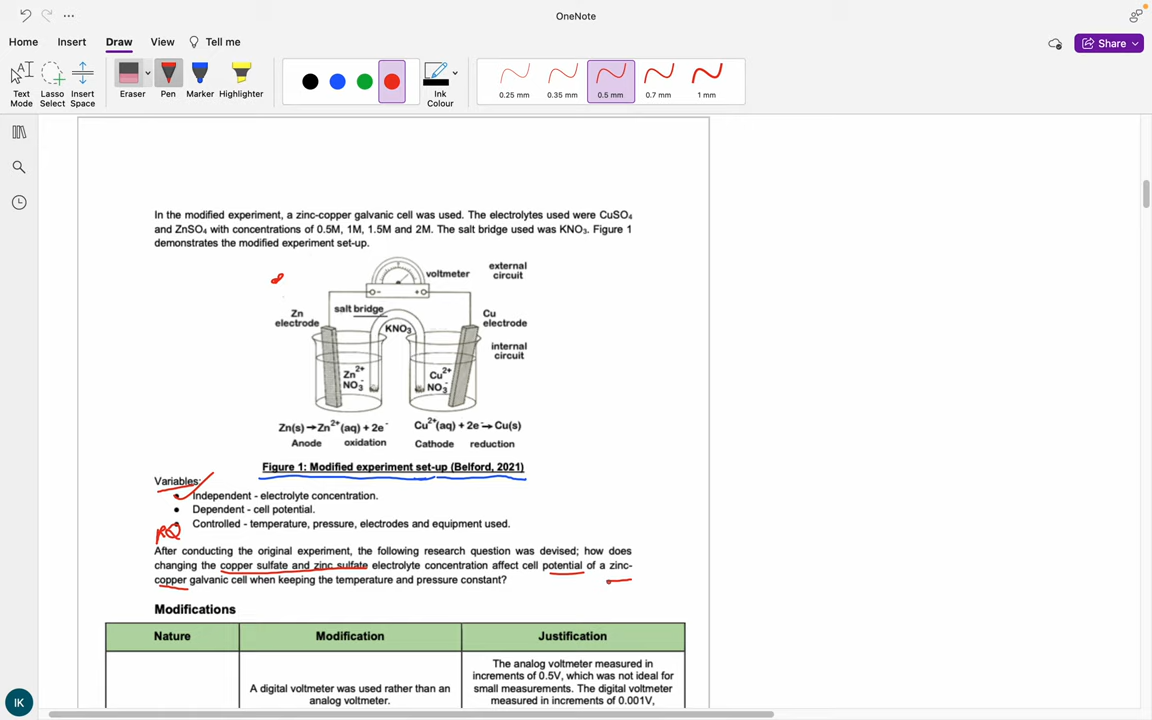 OneNote
Home Insert Draw View Tell me
Share
Text Mode
Lasso Select
Insert Space
Eraser
Pen
Marker
Highlighter
Ink Colour
0.25 mm
0.35 mm
0.5 mm
0.7 mm
1 mm
In the modified experiment, a zinc-copper galvanic cell was used. The electrolytes used were CuSO₄
and ZnSO₄ with concentrations of 0.5M, 1M, 1.5M and 2M. The salt bridge used was KNO₃. Figure 1
demonstrates the modified experiment set-up.
voltmeter
external
circuit
salt bridge
Zn
electrode
KNO₃
Cu
electrode
internal
circuit
Zn²⁺
NO₃⁻
Cu²⁺
NO₃⁻
Zn(s)→Zn²⁺(aq) + 2e⁻
Cu²⁺(aq) + 2e⁻→Cu(s)
Anode oxidation
Cathode reduction
Figure 1: Modified experiment set-up (Belford, 2021)
Variables:
• Independent - electrolyte concentration.
• Dependent - cell potential.
• Controlled - temperature, pressure, electrodes and equipment used.
RQ
After conducting the original experiment, the following research question was devised; how does
changing the copper sulfate and zinc sulfate electrolyte concentration affect cell potential of a zinc-
copper galvanic cell when keeping the temperature and pressure constant?
Modifications
Nature Modification Justification
A digital voltmeter was used rather than an
analog voltmeter.
The analog voltmeter measured in
increments of 0.5V, which was not ideal for
small measurements. The digital voltmeter
measured in increments of 0.001V,
IK